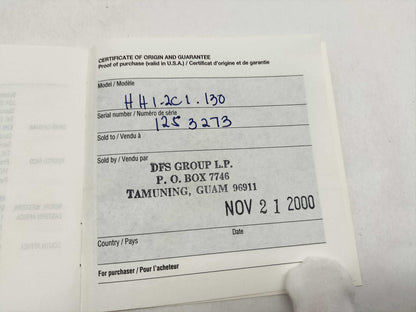 CERTIFICATE OF ORIGIN AND GUARANTEE
Proof of purchase (valid in U.S.A.) / Certificat d'origine et de garantie
Model / Modèle
HH1.2C1.130
Serial number / Numéro de série
1253273
Sold to / Vendu à
Sold by / Vendu par
DFS GROUP L.P.
P. O. BOX 7746
TAMUNING, GUAM 96911
NOV 21 2000
Country / Pays
Date
For purchaser / Pour l'acheteur